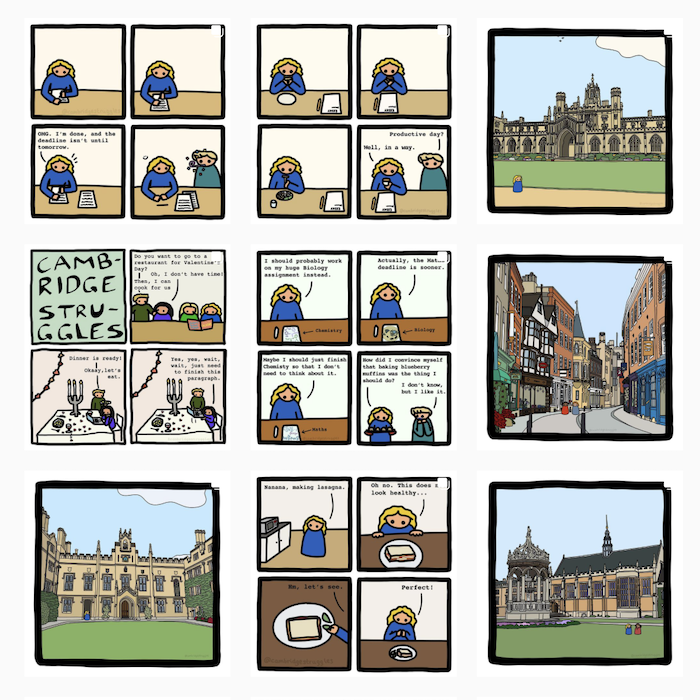 OMG. I'm done, and the
deadline isn't until
tomorrow.
Productive day?
Well, in a way.
CAMB-
RIDGE
STRU-
GGLES
Do you want to go to a
restaurant for Valentine's
Day?
Oh, I don't have time!
Then, I can
cook for us
Dinner is ready!
Okaay,let's
eat.
Yes, yes, wait,
wait, just need
to finish this
paragraph.
I should probably work
on my huge Biology
assignment instead.
Chemistry
Actually, the
deadline is sooner.
Biology
Maybe I should just finish
Chemisty so that I don't
need to think about it.
Maths
How did I convince myself
that baking blueberry
muffins was the thing I
should do?
I don't know,
but I like it.
Nanana, making lasagna.
Oh no. This does
look healthy...
Hm, let's see.
Perfect!